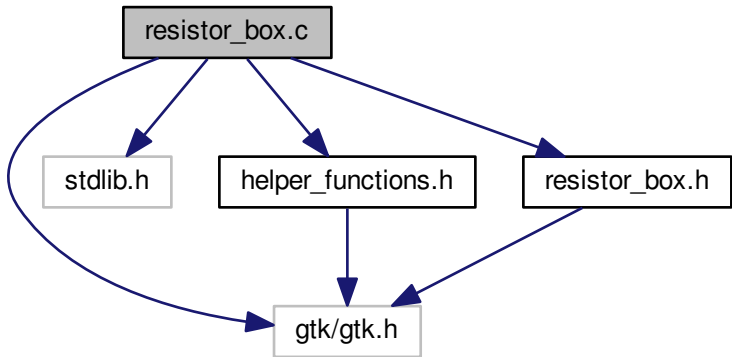 resistor_box.c
stdlib.h
helper_functions.h
resistor_box.h
gtk/gtk.h